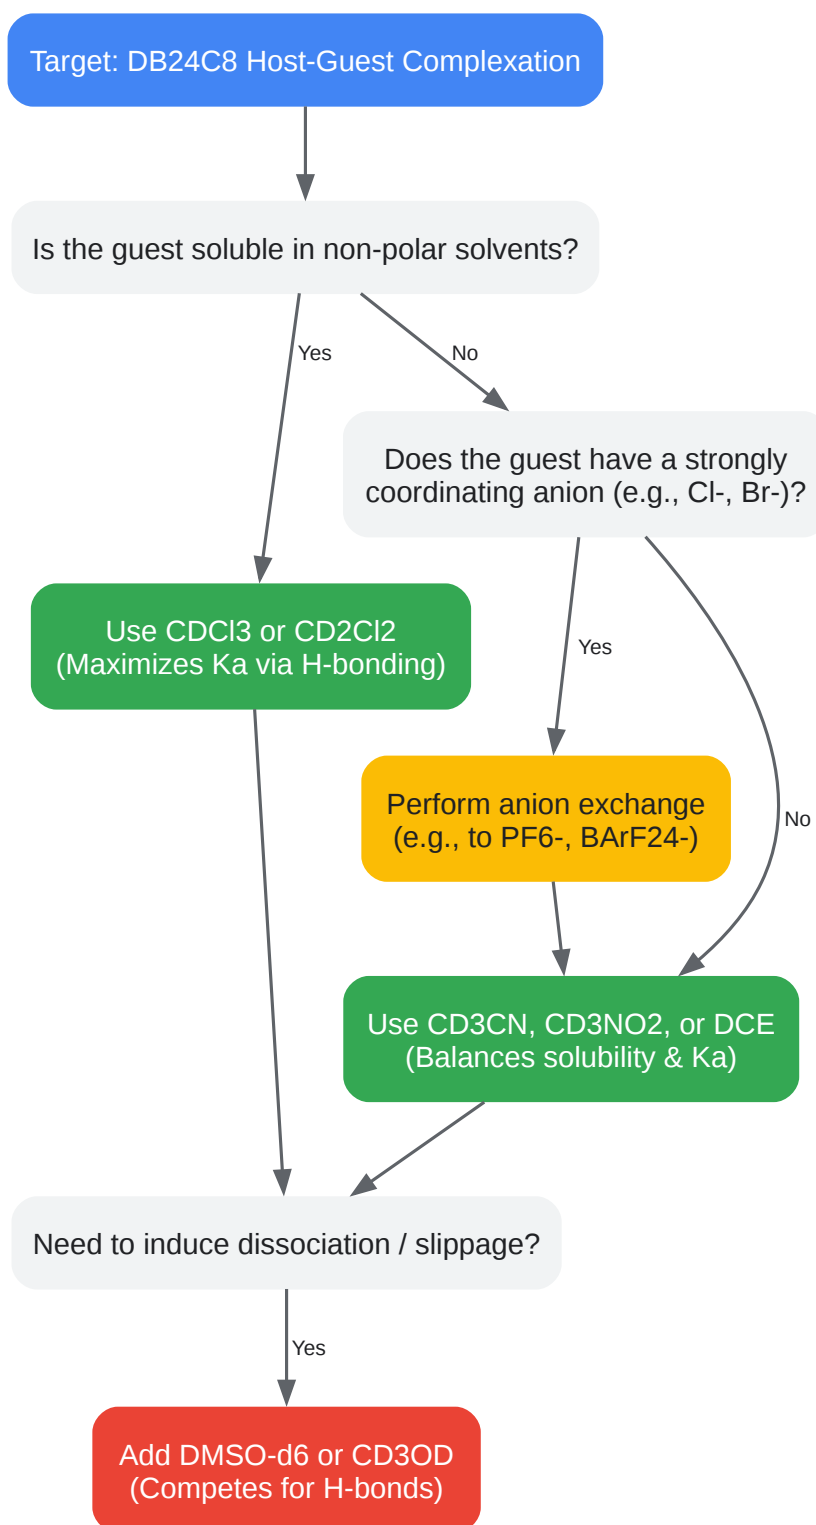 Target: DB24C8 Host-Guest Complexation
Is the guest soluble in non-polar solvents?
Yes
No
Does the guest have a strongly
coordinating anion (e.g., Cl-, Br-)?
Use CDCl3 or CD2Cl2
(Maximizes Ka via H-bonding)
Yes
Perform anion exchange
(e.g., to PF6-, BArF24-)
No
Use CD3CN, CD3NO2, or DCE
(Balances solubility & Ka)
Need to induce dissociation / slippage?
Yes
Add DMSO-d6 or CD3OD
(Competes for H-bonds)